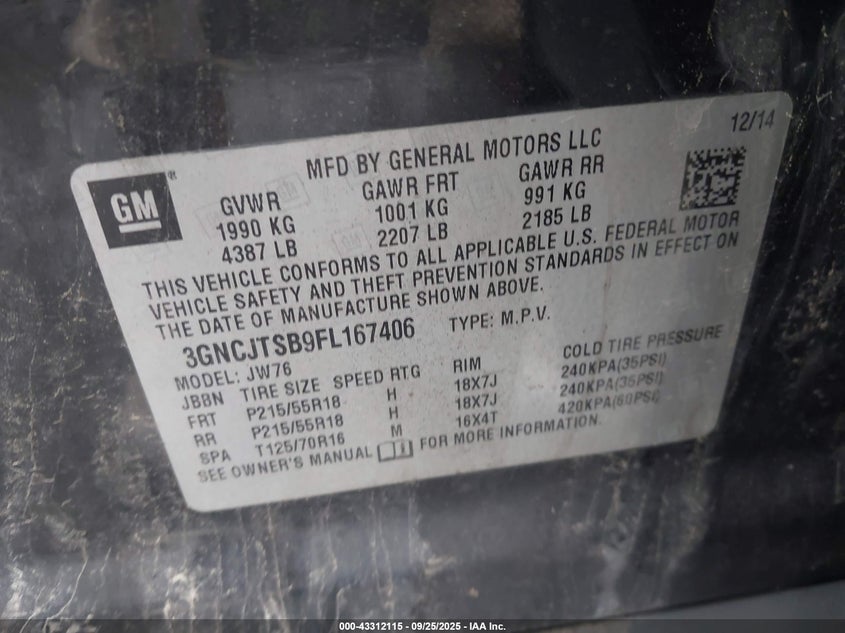 12/14
MFD BY GENERAL MOTORS LLC
GM®
GVWR GAWR FRT GAWR RR
1990 KG 1001 KG 991 KG
4387 LB 2207 LB 2185 LB
THIS VEHICLE CONFORMS TO ALL APPLICABLE U.S. FEDERAL MOTOR
VEHICLE SAFETY AND THEFT PREVENTION STANDARDS IN EFFECT ON
THE DATE OF MANUFACTURE SHOWN ABOVE.
3GNCJTSB9FL167406 TYPE: M.P.V.
MODEL: JW76
JBBN TIRE SIZE SPEED RTG RIM COLD TIRE PRESSURE
FRT P215/55R18 H 18X7J 240KPA(35PSI)
RR P215/55R18 H 18X7J 240KPA(35PSI)
SPA T125/70R16 M 16X4T 420KPA(60PSI)
SEE OWNER'S MANUAL FOR MORE INFORMATION.
000-43312115 - 09/25/2025 - IAA Inc.